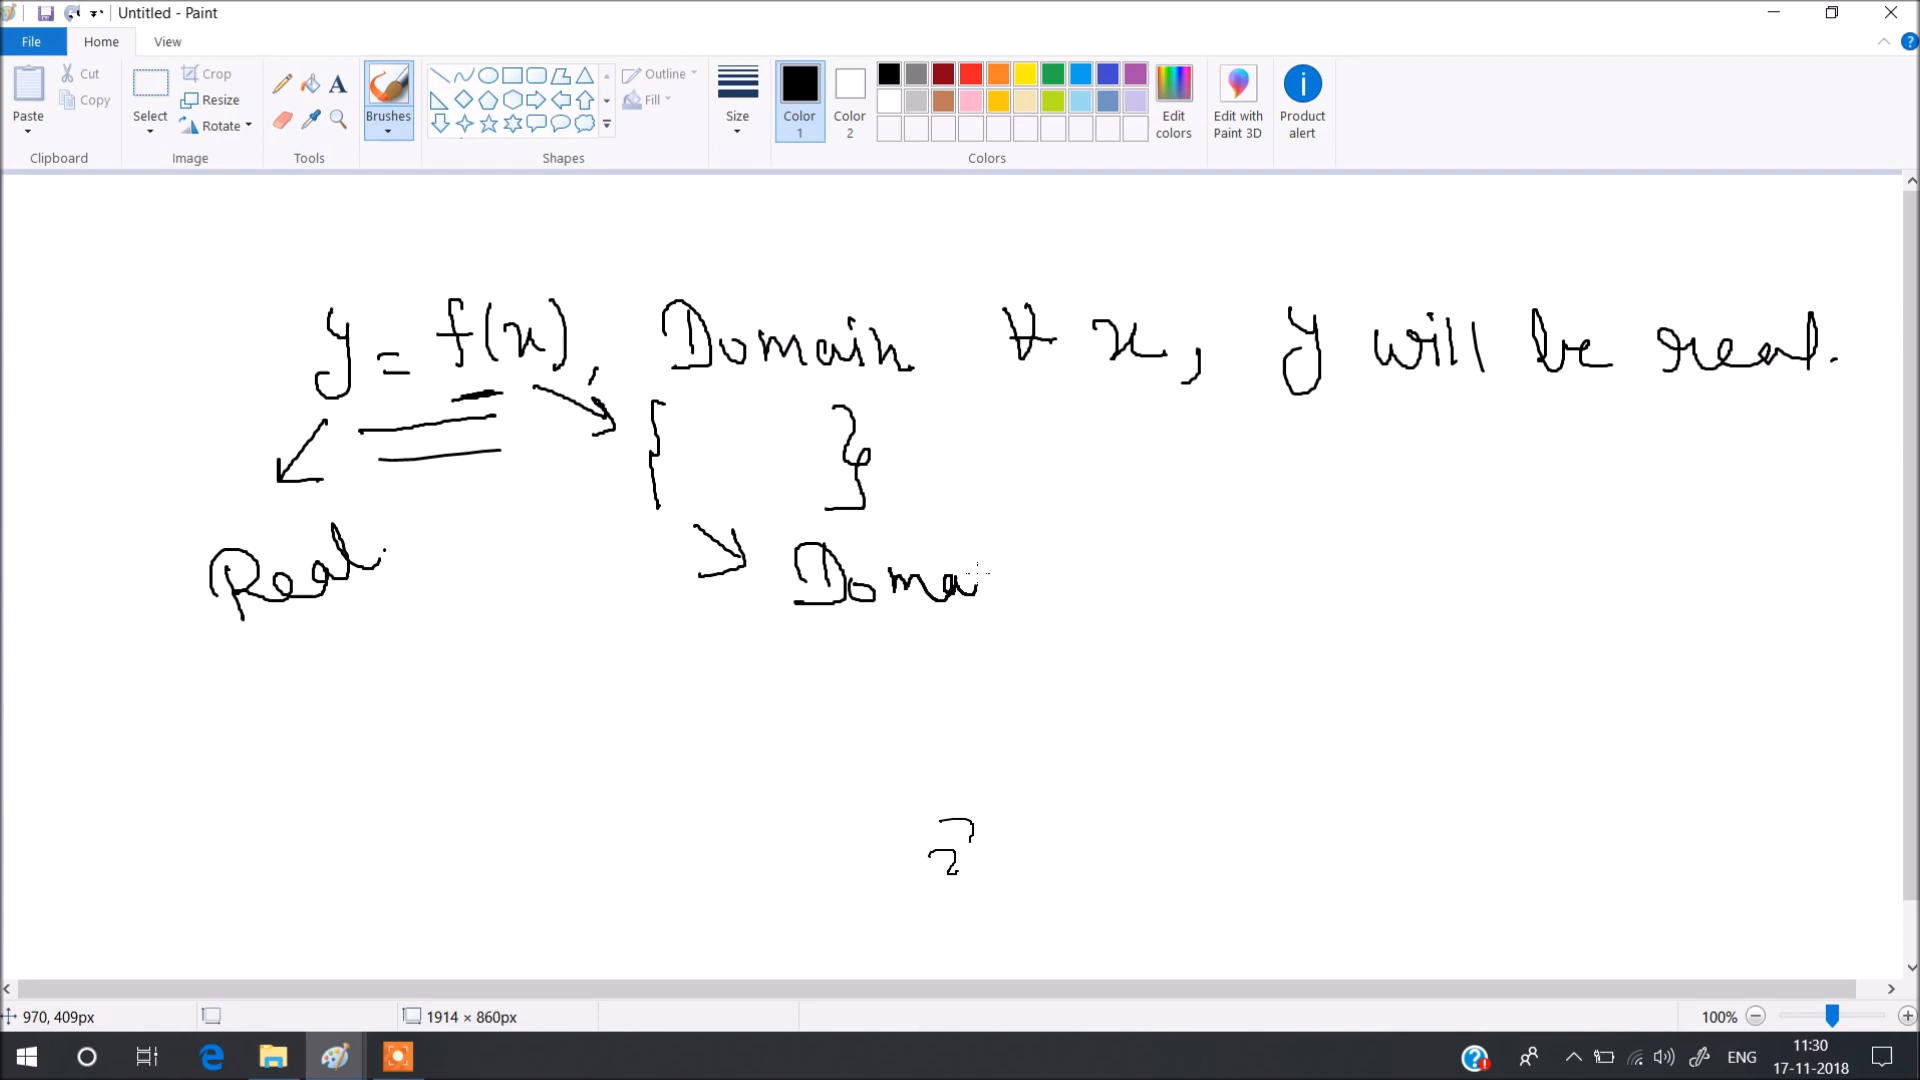 Untitled - Paint
File Home View
Paste Cut Copy Clipboard
Select Crop Resize Rotate Image
A Tools
Brushes
Outline Fill Shapes
Size
Color 1 Color 2 Edit colors Colors
Edit with Paint 3D
Product alert
y = f(x), Domain ∀ x, y will be real.
{ }
Real. Doma
?
2
970, 409px 1914 × 860px 100%
ENG 11:30
17-11-2018